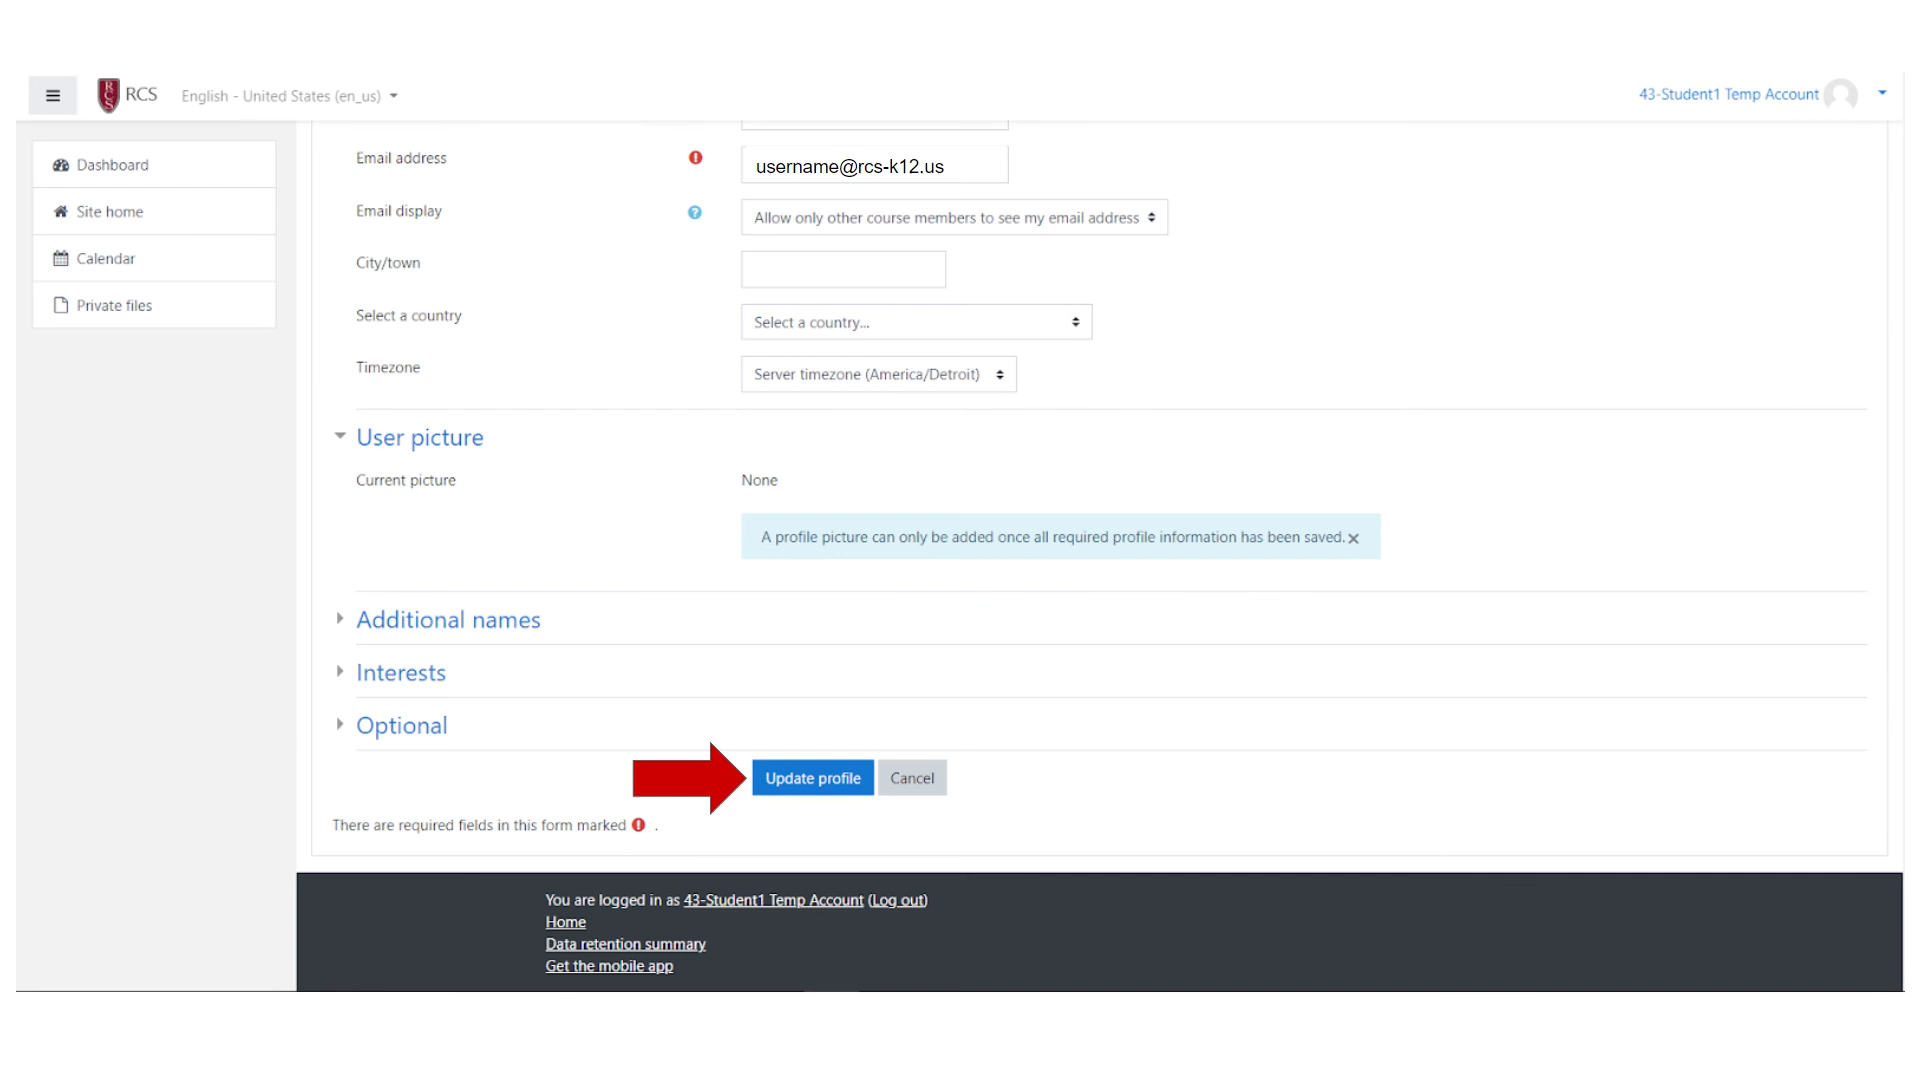 RCS
RCS
English - United States (en_us)
43-Student1 Temp Account
Dashboard
Site home
Calendar
Private files
Email address
username@rcs-k12.us
Email display
Allow only other course members to see my email address
City/town
Select a country
Select a country...
Timezone
Server timezone (America/Detroit)
User picture
Current picture
None
A profile picture can only be added once all required profile information has been saved.
Additional names
Interests
Optional
Update profile
Cancel
There are required fields in this form marked ! .
You are logged in as 43-Student1 Temp Account (Log out)
Home
Data retention summary
Get the mobile app